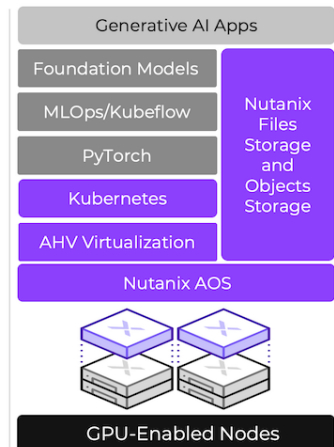 Generative AI Apps
Foundation Models
MLOps/Kubeflow
PyTorch
Kubernetes
AHV Virtualization
Nutanix
Files
Storage
and
Objects
Storage
Nutanix AOS
GPU-Enabled Nodes